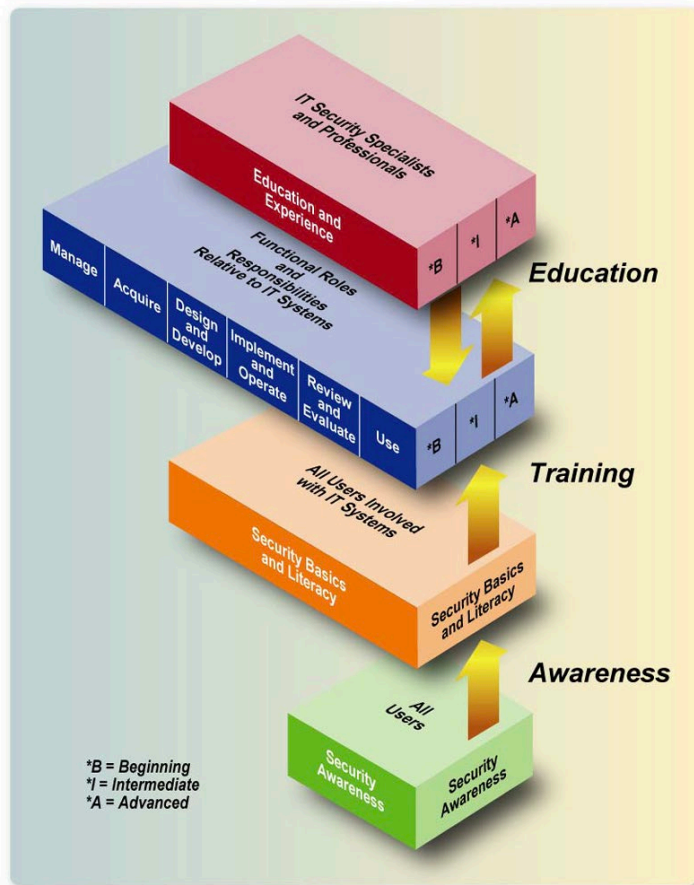 IT Security Specialists
and Professionals
Education and
Experience
*B
*I
*A
Education
Functional Roles
and
Responsibilities
Relative to IT Systems
Manage
Acquire
Design
and
Develop
Implement
and
Operate
Review
and
Evaluate
Use
*B
*I
*A
Training
All Users Involved
with IT Systems
Security Basics
and Literacy
Security Basics
and Literacy
Awareness
All
Users
Security
Awareness
Security
Awareness
*B = Beginning
*I = Intermediate
*A = Advanced